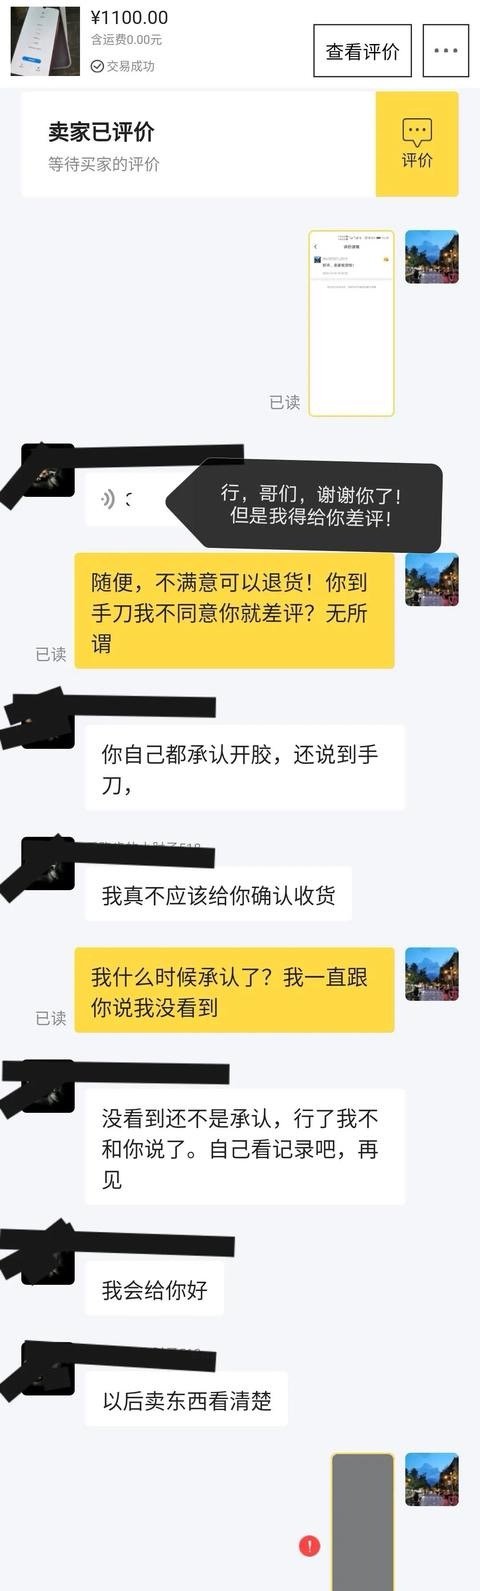 ¥1100.00
含运费0.00元
交易成功
查看评价
卖家已评价
等待买家的评价
评价
已读
行，哥们，谢谢你了！
但是我得给你差评！
随便，不满意可以退货！你到
手刀我不同意你就差评？无所
谓
已读
你自己都承认开胶，还说到手
刀，
我真不应该给你确认收货
我什么时候承认了？我一直跟
你说我没看到
已读
没看到还不是承认，行了我不
和你说了。自己看记录吧，再
见
我会给你好
以后卖东西看清楚